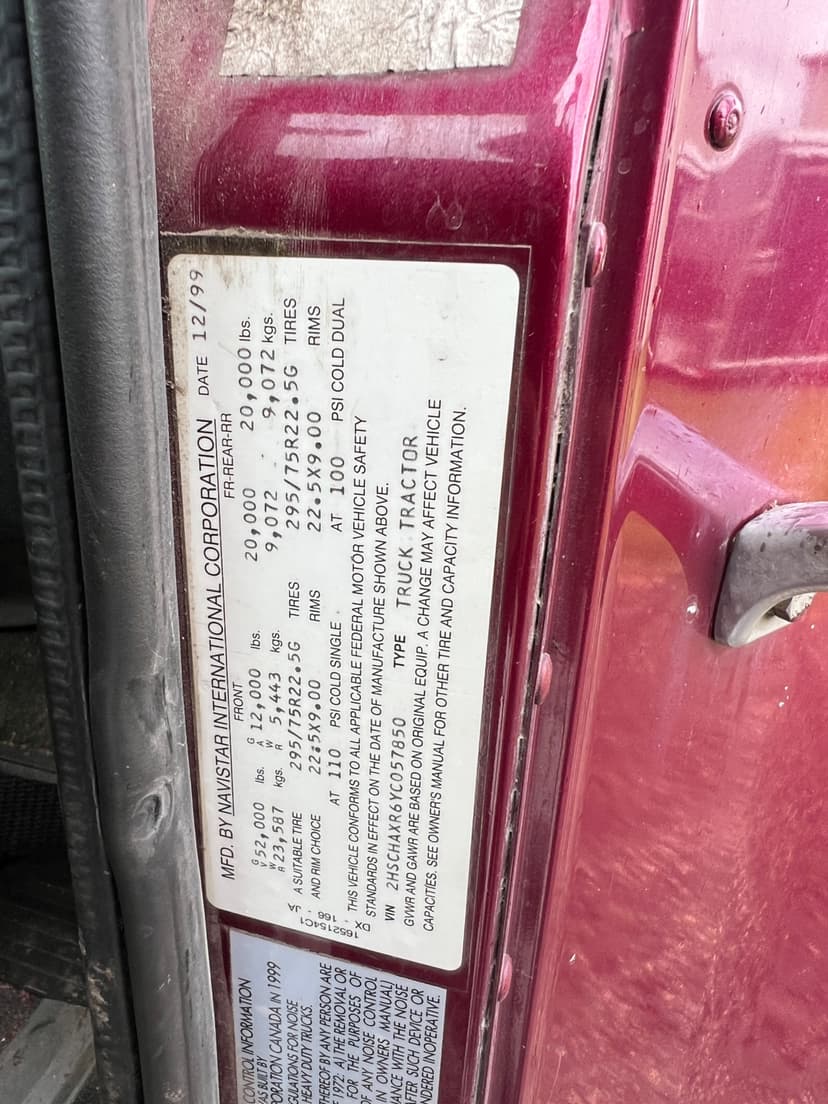 MFD. BY NAVISTAR INTERNATIONAL CORPORATION DATE 12/99
FRONT FR-REAR-RR
GVWR 52,000 lbs. GAWR 12,000 lbs. 20,000 20,000 lbs.
23,587 kgs. 5,443 kgs. 9,072 9,072 kgs.
A SUITABLE TIRE 295/75R22.5G TIRES 295/75R22.5G TIRES
AND RIM CHOICE 22.5X9.00 RIMS 22.5X9.00 RIMS
AT 110 PSI COLD SINGLE AT 100 PSI COLD DUAL
THIS VEHICLE CONFORMS TO ALL APPLICABLE FEDERAL MOTOR VEHICLE SAFETY
STANDARDS IN EFFECT ON THE DATE OF MANUFACTURE SHOWN ABOVE.
VIN 2HSCHAXR6YC057850 TYPE TRUCK TRACTOR
GVWR AND GAWR ARE BASED ON ORIGINAL EQUIP. A CHANGE MAY AFFECT VEHICLE
CAPACITIES. SEE OWNER'S MANUAL FOR OTHER TIRE AND CAPACITY INFORMATION.
1652154C1
DX - 166 - JA
CONTROL INFORMATION
WAS BUILT BY
PORATION CANADA IN 1999
GULATIONS FOR NOISE
HEAVY DUTY TRUCKS.
THEREOF BY ANY PERSON ARE
F 1972: A) THE REMOVAL OR
FOR THE PURPOSES OF
OF ANY NOISE CONTROL
IN OWNERS MANUAL)
ANCE WITH THE NOISE
AFTER SUCH DEVICE OR
NDERED INOPERATIVE.